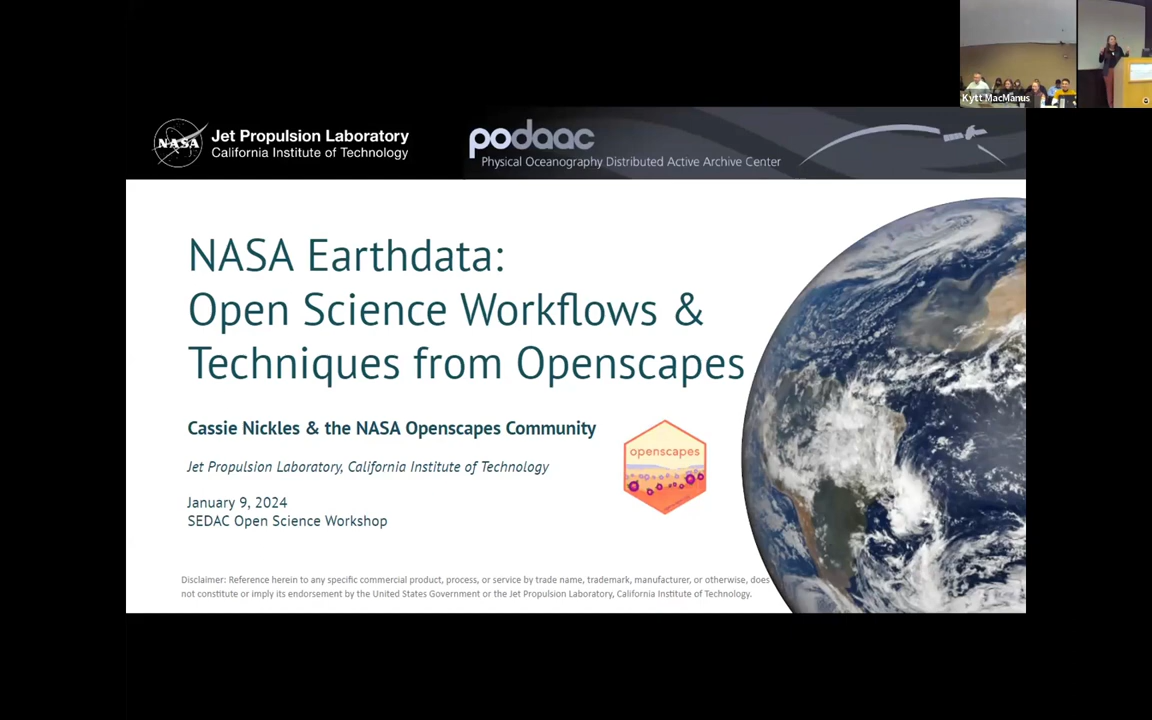 Kytt MacManus
NASA
Jet Propulsion Laboratory
California Institute of Technology
podaac
Physical Oceanography Distributed Active Archive Center
NASA Earthdata:
Open Science Workflows &
Techniques from Openscapes
Cassie Nickles & the NASA Openscapes Community
openscapes
Jet Propulsion Laboratory, California Institute of Technology
January 9, 2024
SEDAC Open Science Workshop
Disclaimer: Reference herein to any specific commercial product, process, or service by trade name, trademark, manufacturer, or otherwise, does
not constitute or imply its endorsement by the United States Government or the Jet Propulsion Laboratory, California Institute of Technology.